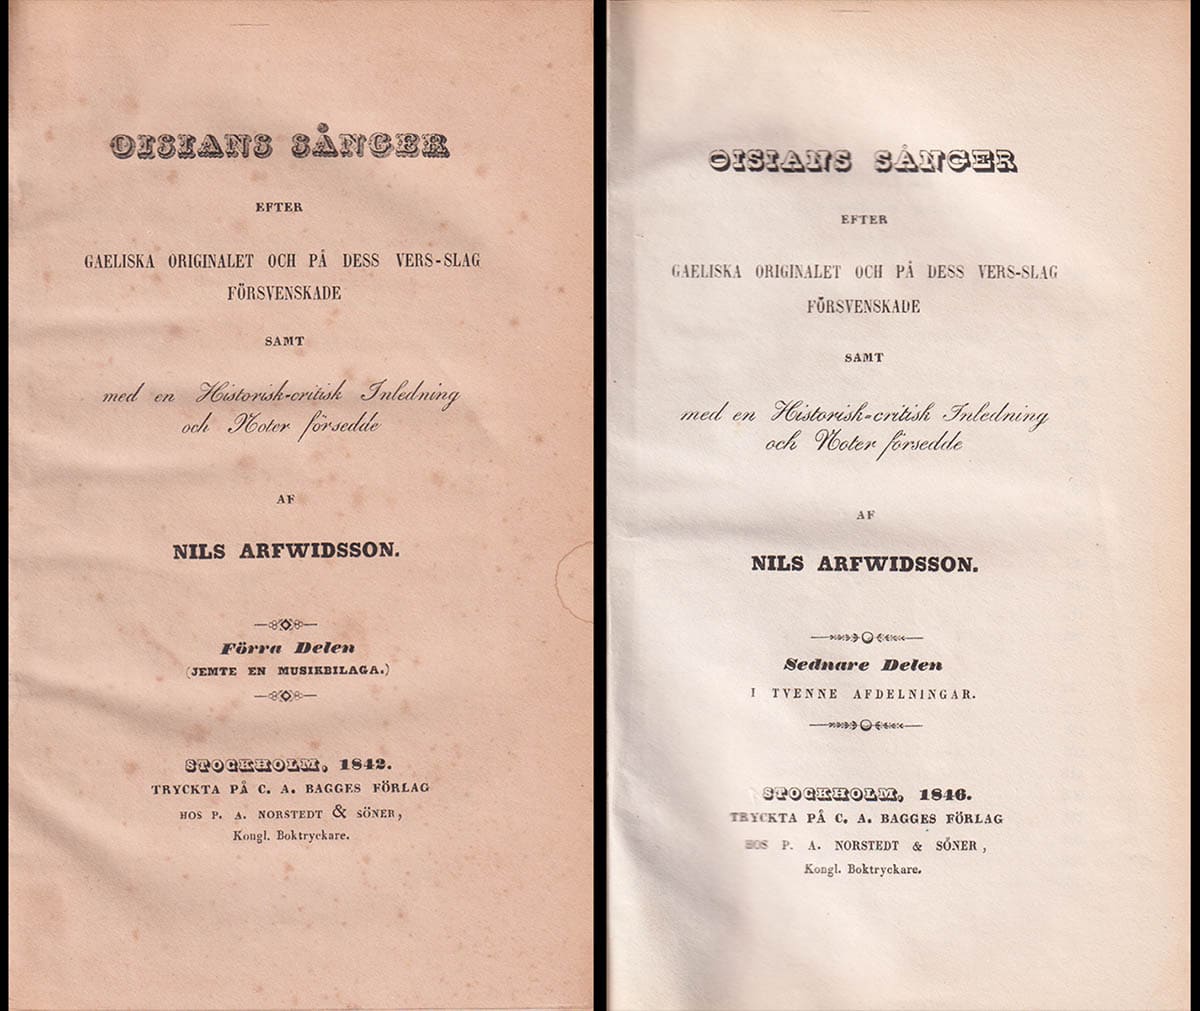 OISIANS SÅNGER
EFTER
GAELISKA ORIGINALET OCH PÅ DESS VERS-SLAG
FÖRSVENSKADE
SAMT
med en Historisk-critisk Inledning
och Noter försedde
AF
NILS ARFWIDSSON.
Förra Delen
(JEMTE EN MUSIKBILAGA.)
STOCKHOLM, 1842.
TRYCKTA PÅ C. A. BAGGES FÖRLAG
HOS P. A. NORSTEDT & SÖNER,
Kongl. Boktryckare.
OISIANS SÅNGER
EFTER
GAELISKA ORIGINALET OCH PÅ DESS VERS-SLAG
FÖRSVENSKADE
SAMT
med en Historisk-critisk Inledning
och Noter försedde
AF
NILS ARFWIDSSON.
Sednare Delen
I TVENNE AFDELNINGAR.
STOCKHOLM, 1846.
TRYCKTA PÅ C. A. BAGGES FÖRLAG
HOS P. A. NORSTEDT & SÖNER,
Kongl. Boktryckare.